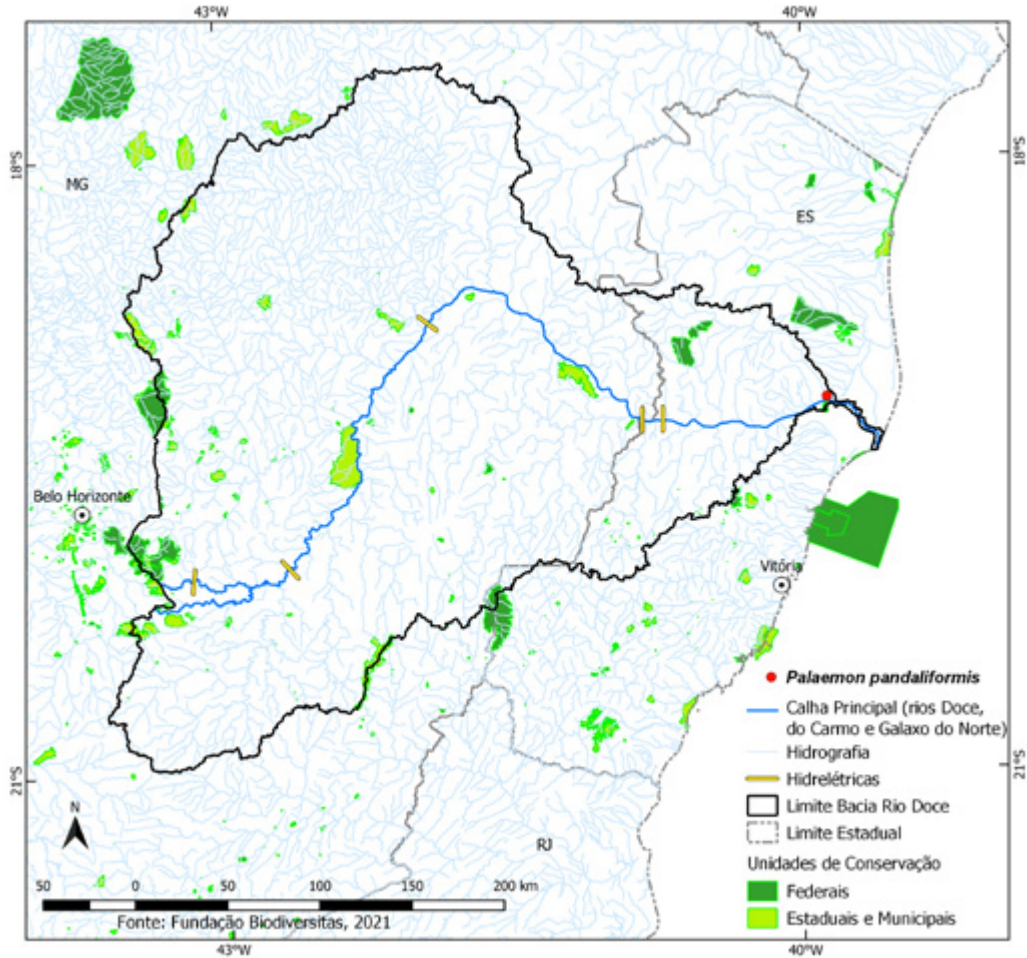 43°W
40°W
18°S
18°S
MG
ES
Belo Horizonte
Vitória
Palaemon pandaliformis
Calha Principal (rios Doce,
do Carmo e Galaxo do Norte)
Hidrografia
Hidrelétricas
Limite Bacia Rio Doce
Limite Estadual
Unidades de Conservação
Federais
Estaduais e Municipais
21°S
21°S
N
RJ
50 0 50 100 150 200 km
Fonte: Fundação Biodiversitas, 2021
43°W
40°W